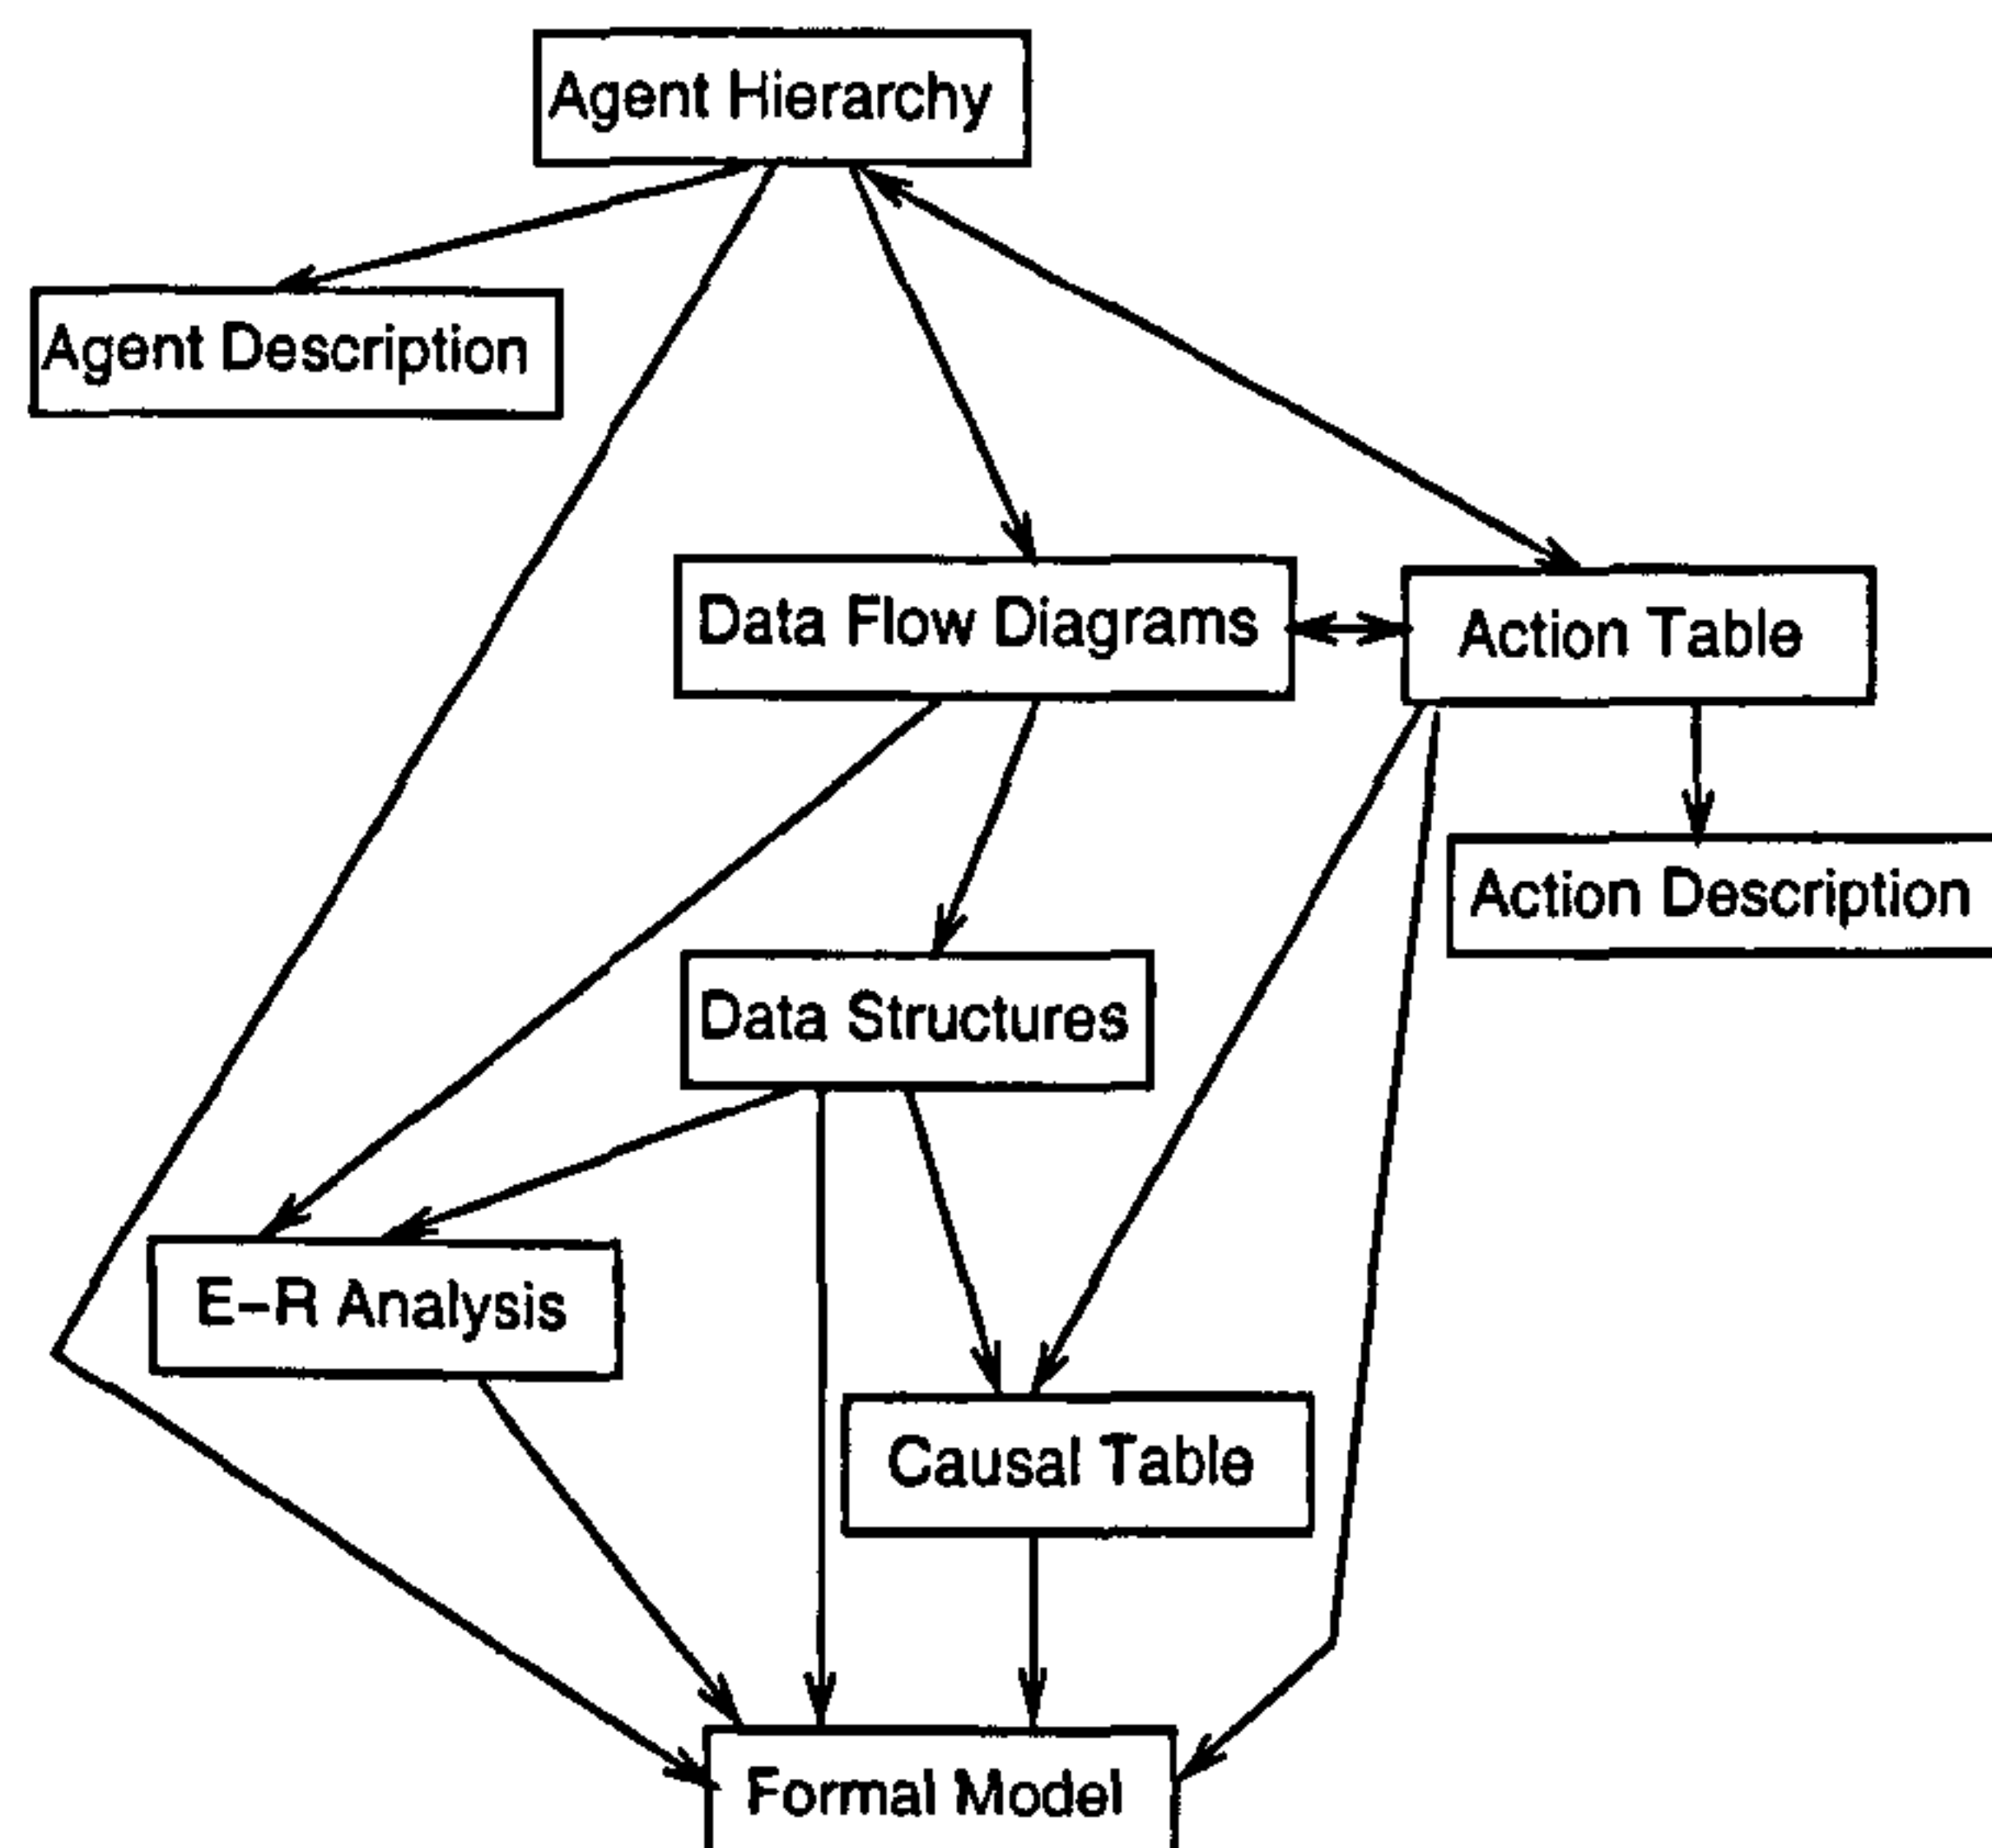 Agent Hierarchy
Agent Description
Data Flow Diagrams
Action Table
Action Description
Data Structures
E-R Analysis
Causal Table
Formal Model